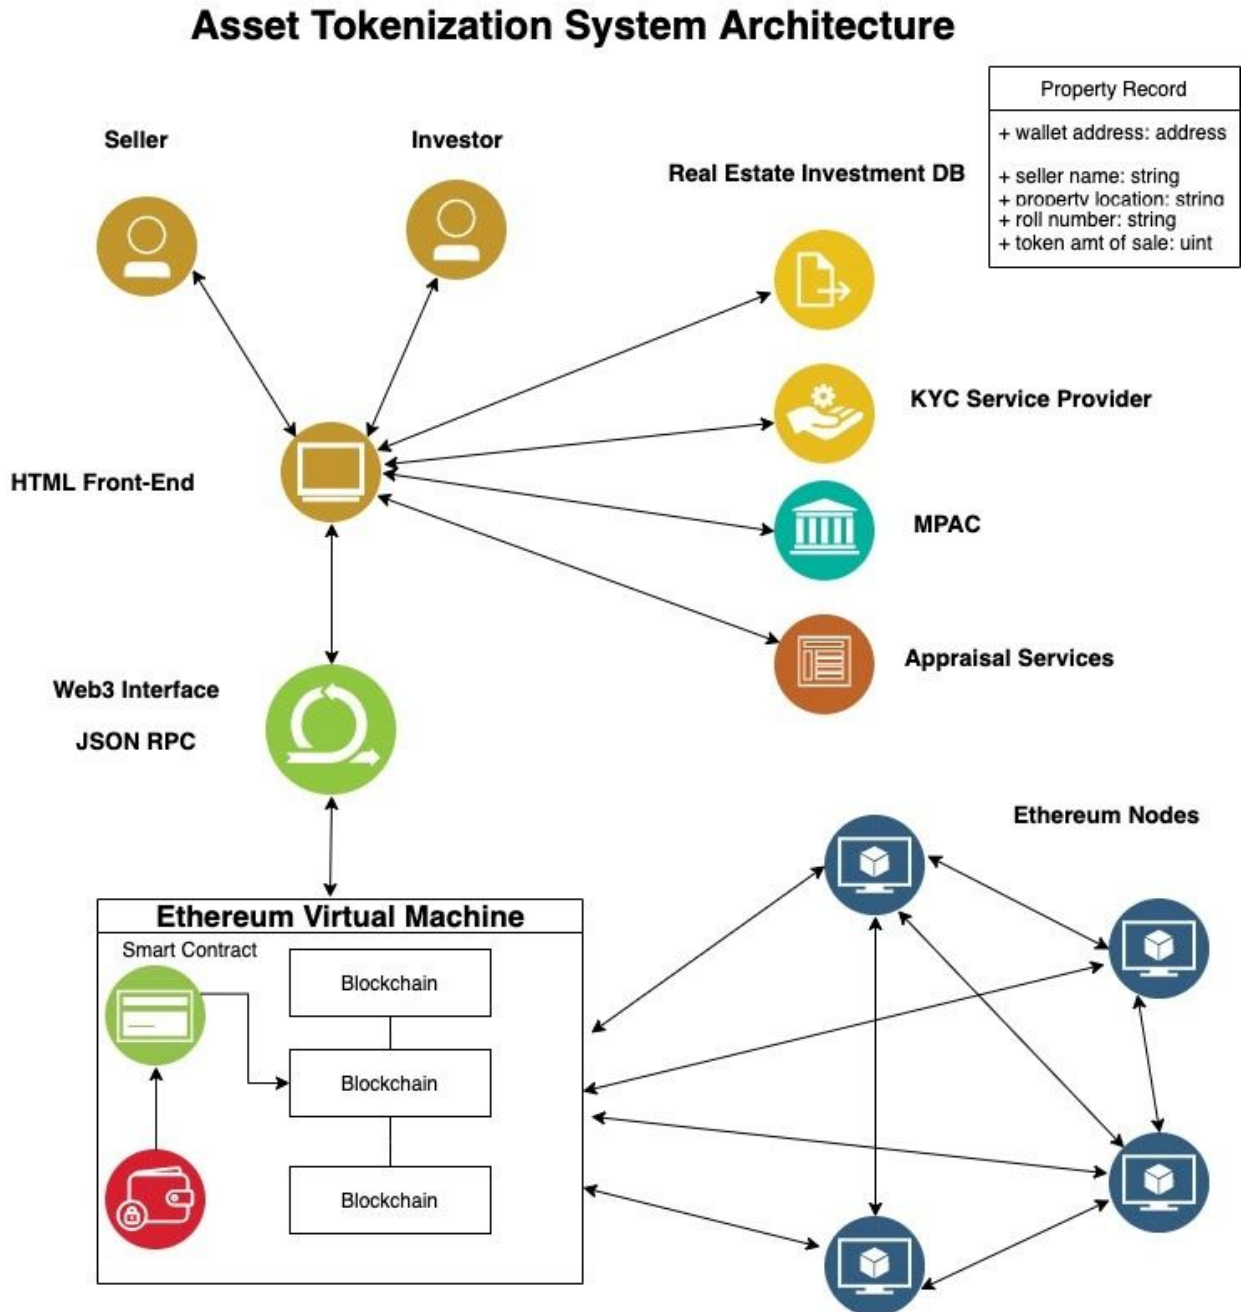 Asset Tokenization System Architecture
Property Record
+ wallet address: address
+ seller name: string
+ property location: string
+ roll number: string
+ token amt of sale: uint
Seller
Investor
Real Estate Investment DB
KYC Service Provider
HTML Front-End
MPAC
Appraisal Services
Web3 Interface
JSON RPC
Ethereum Nodes
Ethereum Virtual Machine
Smart Contract
Blockchain
Blockchain
Blockchain